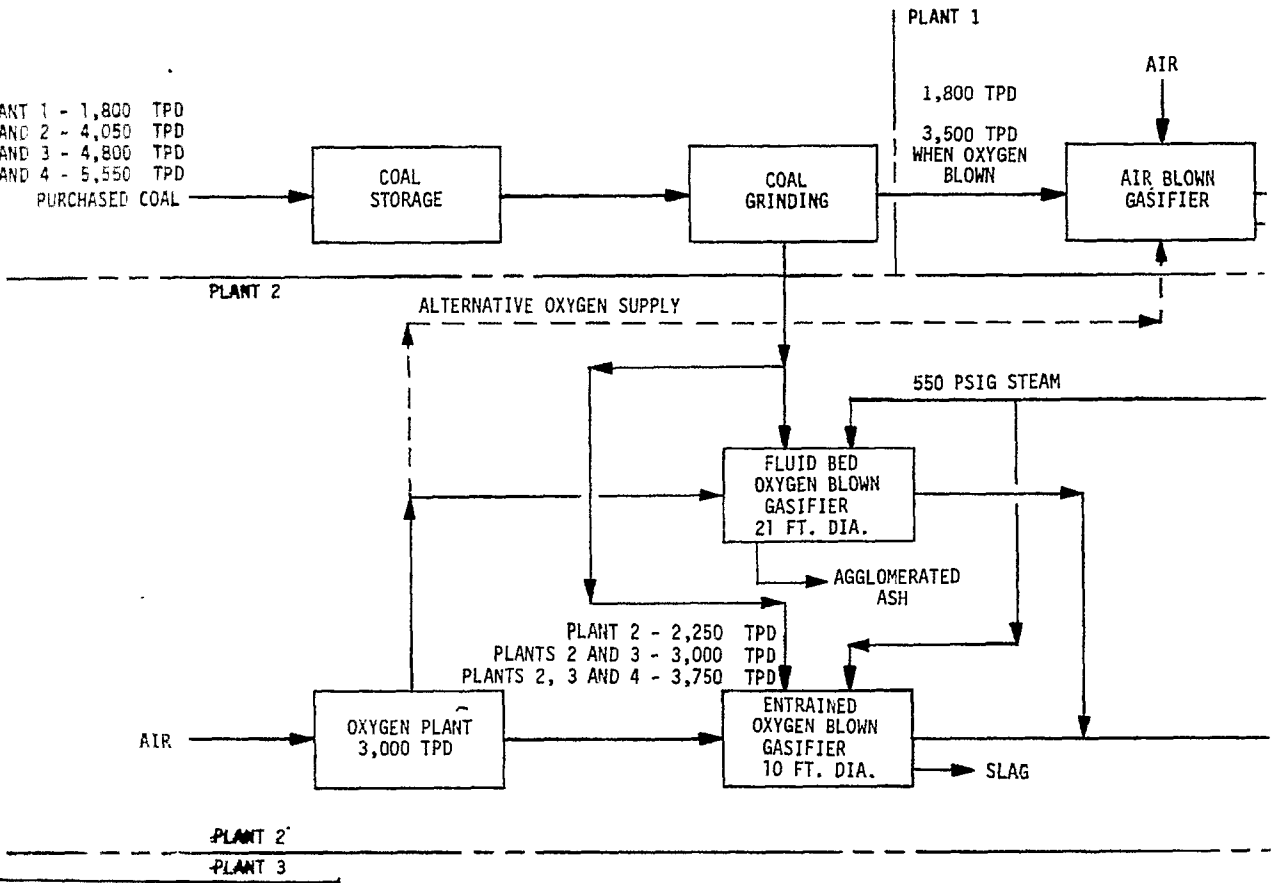 PLANT 1
AIR
ANT 1 - 1,800 TPD
AND 2 - 4,050 TPD
AND 3 - 4,800 TPD
AND 4 - 5,550 TPD
PURCHASED COAL
COAL
STORAGE
COAL
GRINDING
1,800 TPD
3,500 TPD
WHEN OXYGEN
BLOWN
AIR BLOWN
GASIFIER
PLANT 2
ALTERNATIVE OXYGEN SUPPLY
550 PSIG STEAM
FLUID BED
OXYGEN BLOWN
GASIFIER
21 FT. DIA.
AGGLOMERATED
ASH
PLANT 2 - 2,250 TPD
PLANTS 2 AND 3 - 3,000 TPD
PLANTS 2, 3 AND 4 - 3,750 TPD
AIR
OXYGEN PLANT
3,000 TPD
ENTRAINED
OXYGEN BLOWN
GASIFIER
10 FT. DIA.
SLAG
PLANT 2
PLANT 3